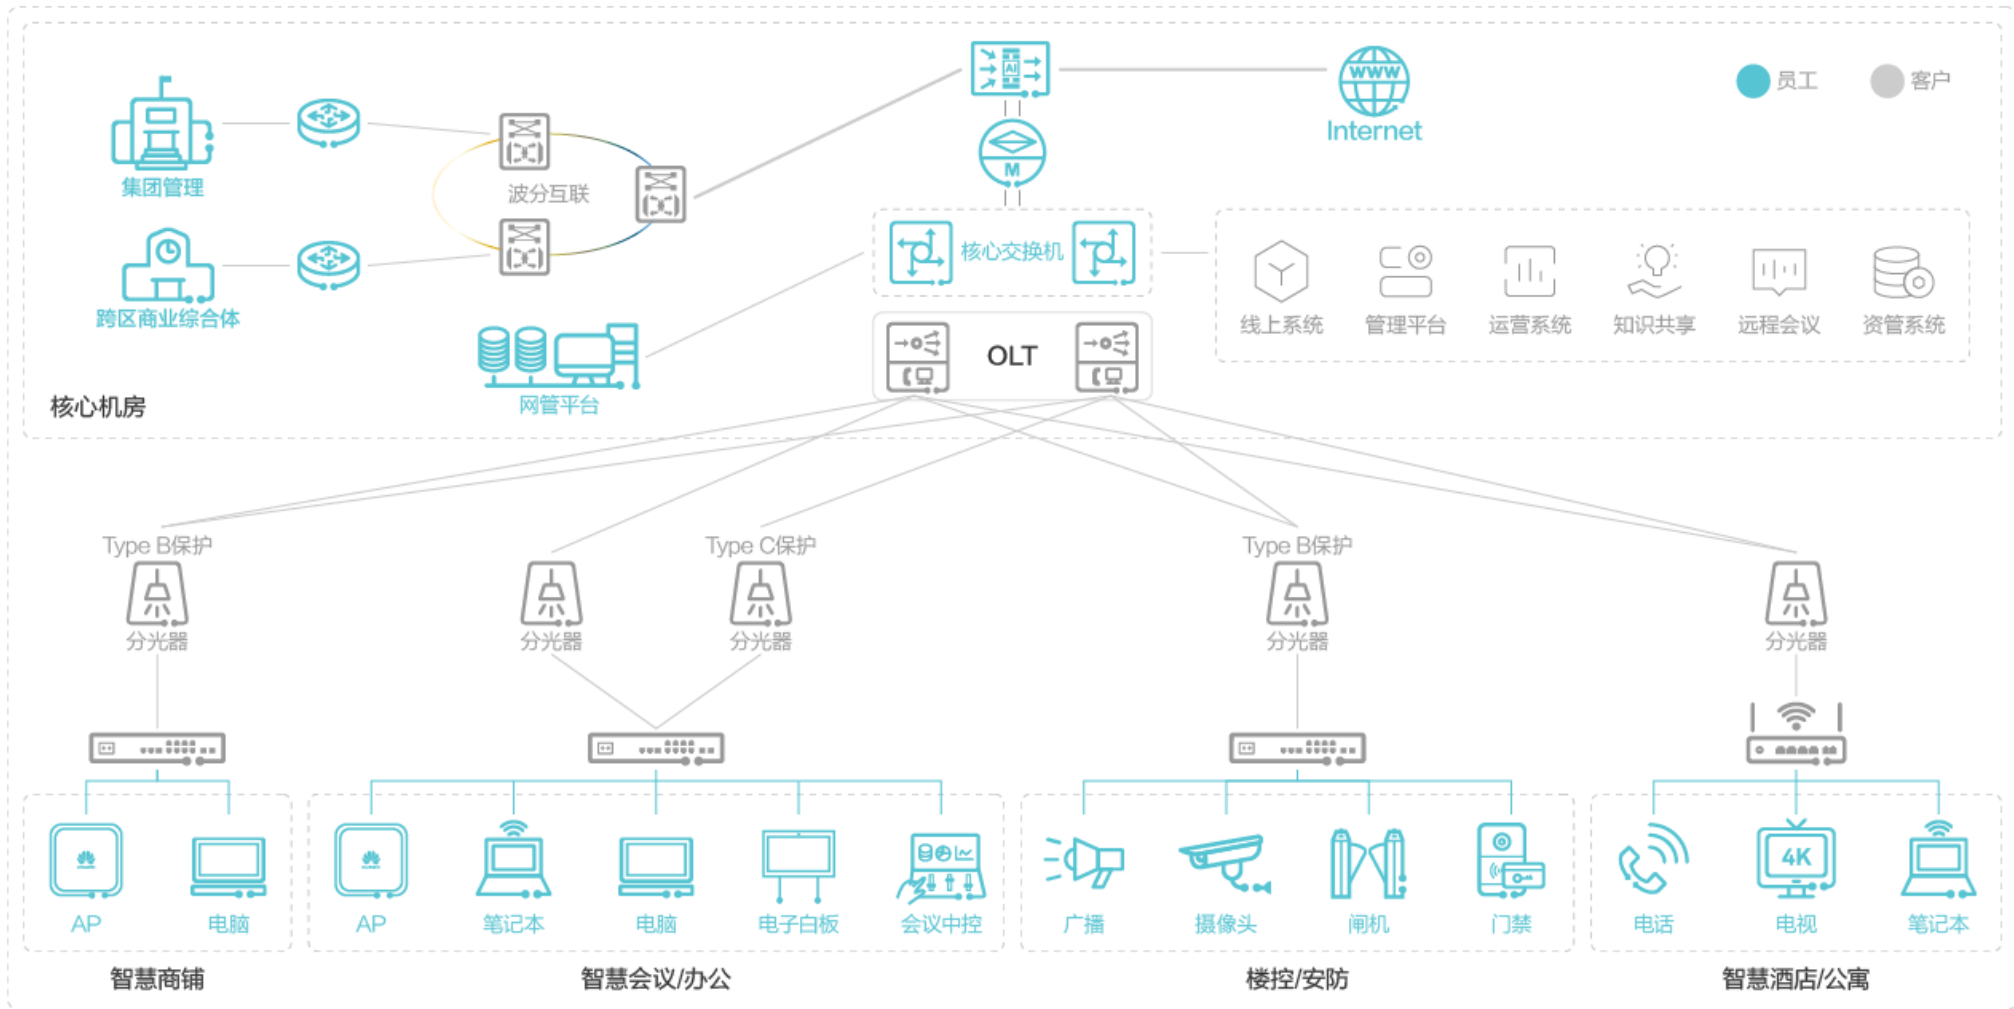 员工
客户
WWW
Internet
AI
M
集团管理
波分互联
核心交换机
跨区商业综合体
线上系统
管理平台
运营系统
知识共享
远程会议
资管系统
OLT
网管平台
核心机房
Type B保护
Type C保护
Type B保护
分光器
分光器
分光器
分光器
分光器
4K
AP
电脑
AP
笔记本
电脑
电子白板
会议中控
广播
摄像头
闸机
门禁
电话
电视
笔记本
智慧商铺
智慧会议/办公
楼控/安防
智慧酒店/公寓